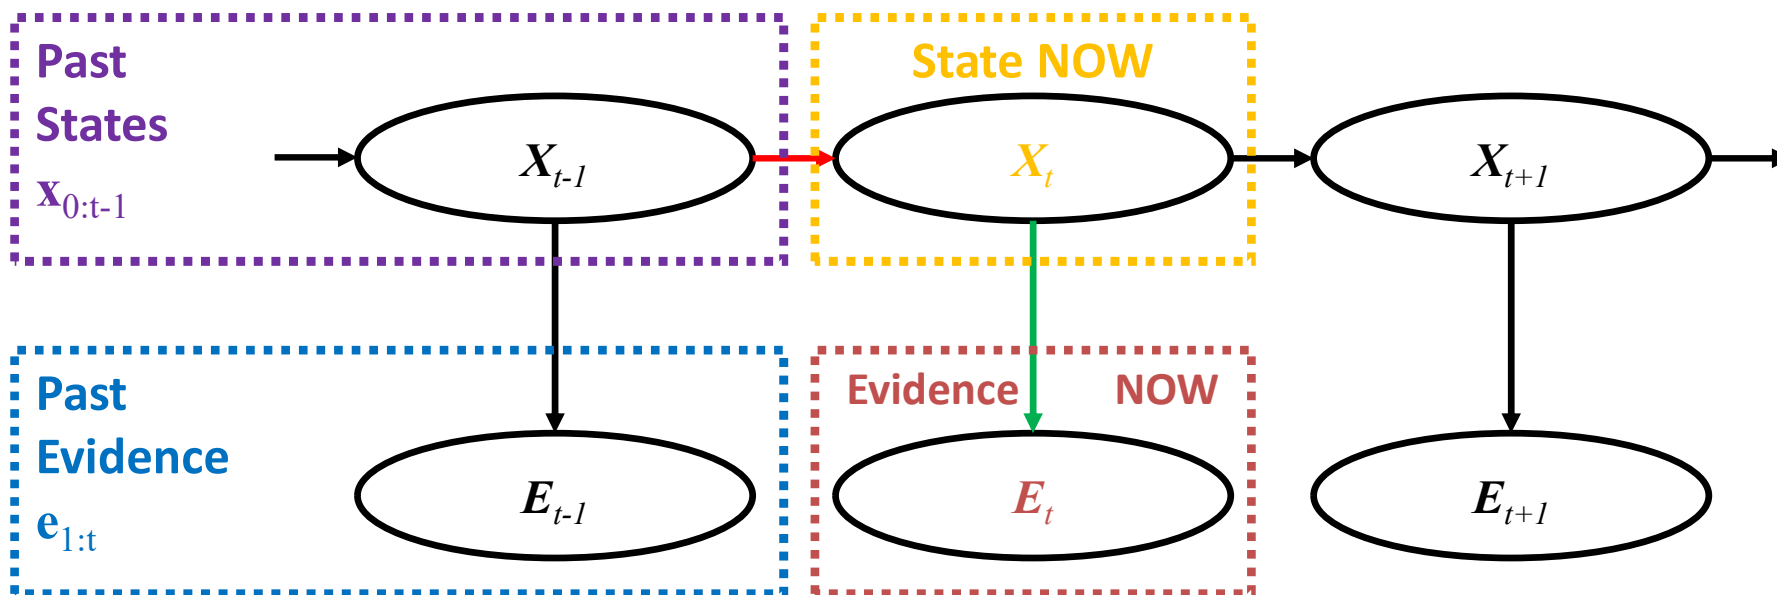 Past
States
x0:t-1
State NOW
Xt-1
Xt
Xt+1
Past
Evidence
e1:t
Evidence NOW
Et-1
Et
Et+1